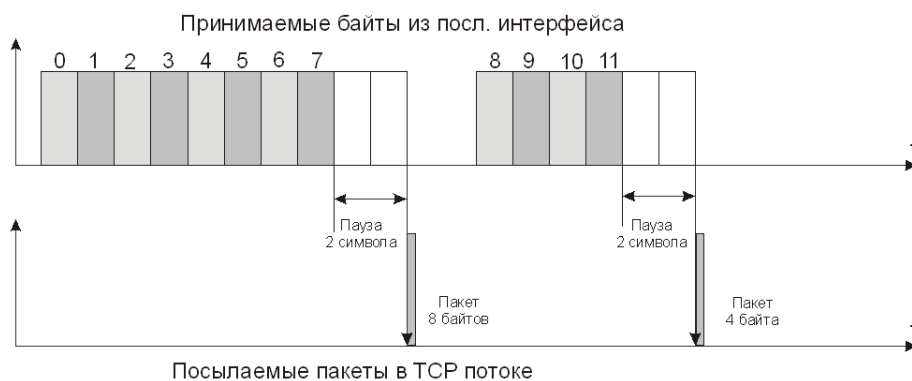 Принимаемые байты из посл. интерфейса
0 1 2 3 4 5 6 7 8 9 10 11
Пауза
2 символа
Пауза
2 символа
Пакет
8 байтов
Пакет
4 байта
Посылаемые пакеты в TCP потоке